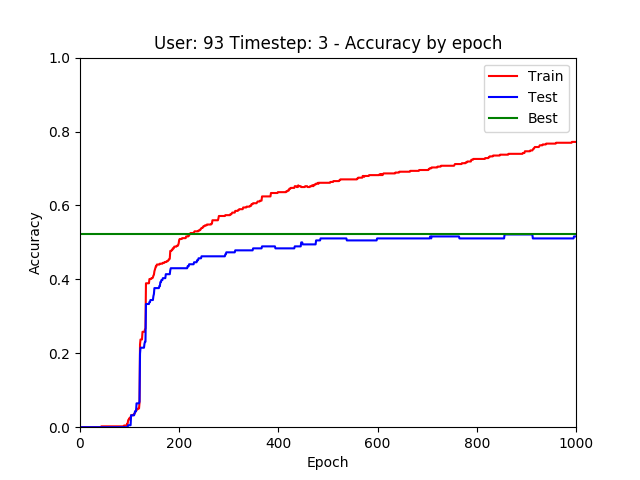 User: 93 Timestep: 3 - Accuracy by epoch
1.0
0.8
0.6
0.4
0.2
0.0
Accuracy
Train
Test
Best
0 200 400 600 800 1000
Epoch